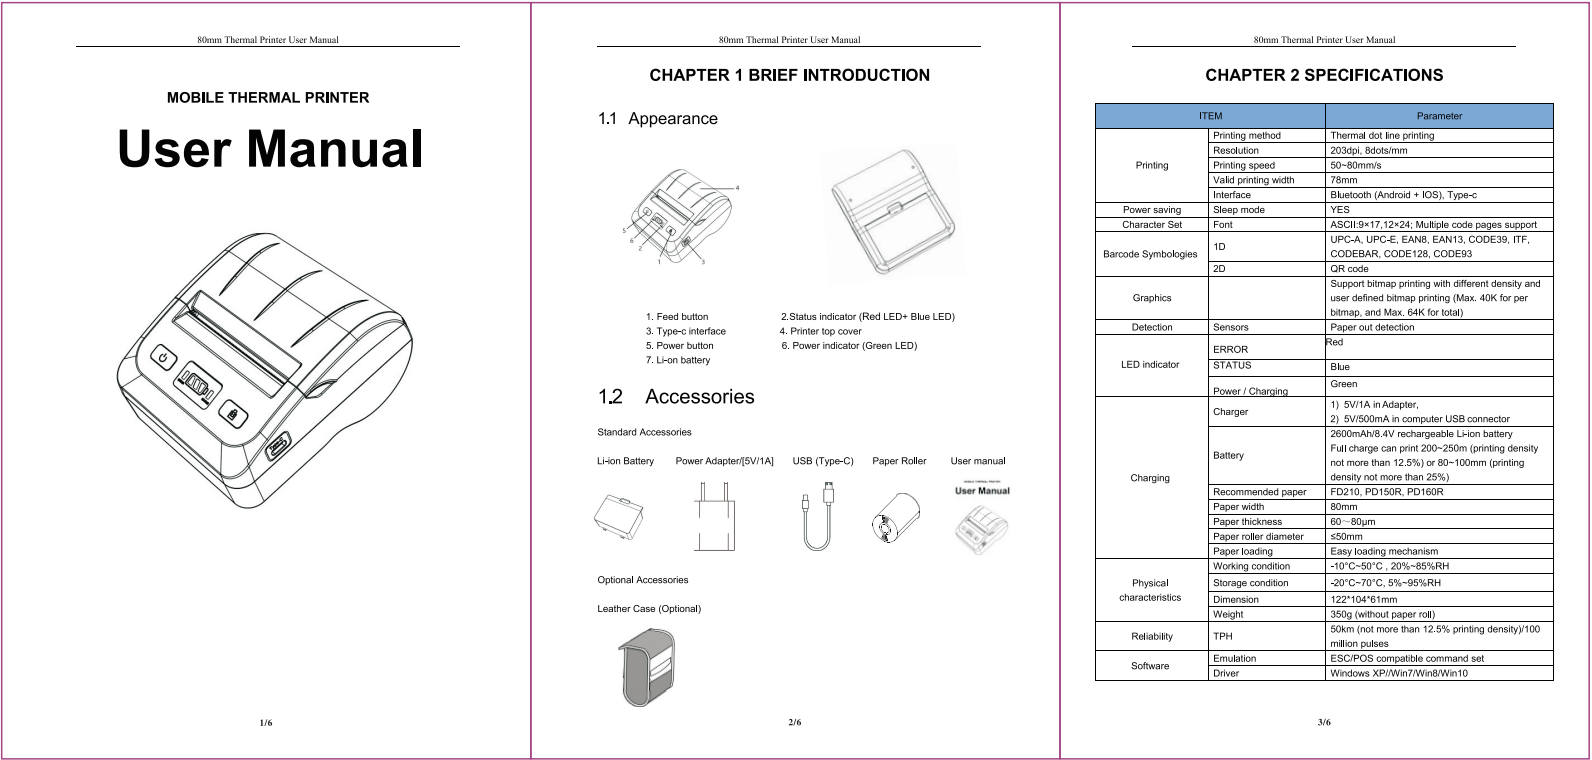 80mm Thermal Printer User Manual
MOBILE THERMAL PRINTER
User Manual
1/6
80mm Thermal Printer User Manual
CHAPTER 1 BRIEF INTRODUCTION
1.1 Appearance
4
5
6
2
1
3
1. Feed button
2.Status indicator (Red LED+ Blue LED)
3. Type-c interface
4. Printer top cover
5. Power button
6. Power indicator (Green LED)
7. Li-on battery
1.2 Accessories
Standard Accessories
Li-ion Battery
Power Adapter/[5V/1A]
USB (Type-C)
Paper Roller
User manual
MOBILE THERMAL PRINTER
User Manual
Optional Accessories
Leather Case (Optional)
2/6
80mm Thermal Printer User Manual
CHAPTER 2 SPECIFICATIONS
ITEM Parameter
Printing
Printing method Thermal dot line printing
Resolution 203dpi, 8dots/mm
Printing speed 50~80mm/s
Valid printing width 78mm
Interface Bluetooth (Android + IOS), Type-c
Power saving Sleep mode YES
Character Set Font ASCII:9×17,12×24; Multiple code pages support
Barcode Symbologies
1D
UPC-A, UPC-E, EAN8, EAN13, CODE39, ITF,
CODEBAR, CODE128, CODE93
2D QR code
Graphics
Support bitmap printing with different density and
user defined bitmap printing (Max. 40K for per
bitmap, and Max. 64K for total)
Detection Sensors Paper out detection
LED indicator
ERROR Red
STATUS Blue
Power / Charging Green
Charging
Charger
1) 5V/1A in Adapter,
2) 5V/500mA in computer USB connector
Battery
2600mAh/8.4V rechargeable Li-ion battery
Full charge can print 200~250m (printing density
not more than 12.5%) or 80~100mm (printing
density not more than 25%)
Recommended paper FD210, PD150R, PD160R
Paper width 80mm
Paper thickness 60～80μm
Paper roller diameter ≤50mm
Paper loading Easy loading mechanism
Physical
characteristics
Working condition -10°C~50°C , 20%~85%RH
Storage condition -20°C~70°C, 5%~95%RH
Dimension 122*104*61mm
Weight 350g (without paper roll)
Reliability TPH
50km (not more than 12.5% printing density)/100
million pulses
Software
Emulation ESC/POS compatible command set
Driver Windows XP//Win7/Win8/Win10
3/6